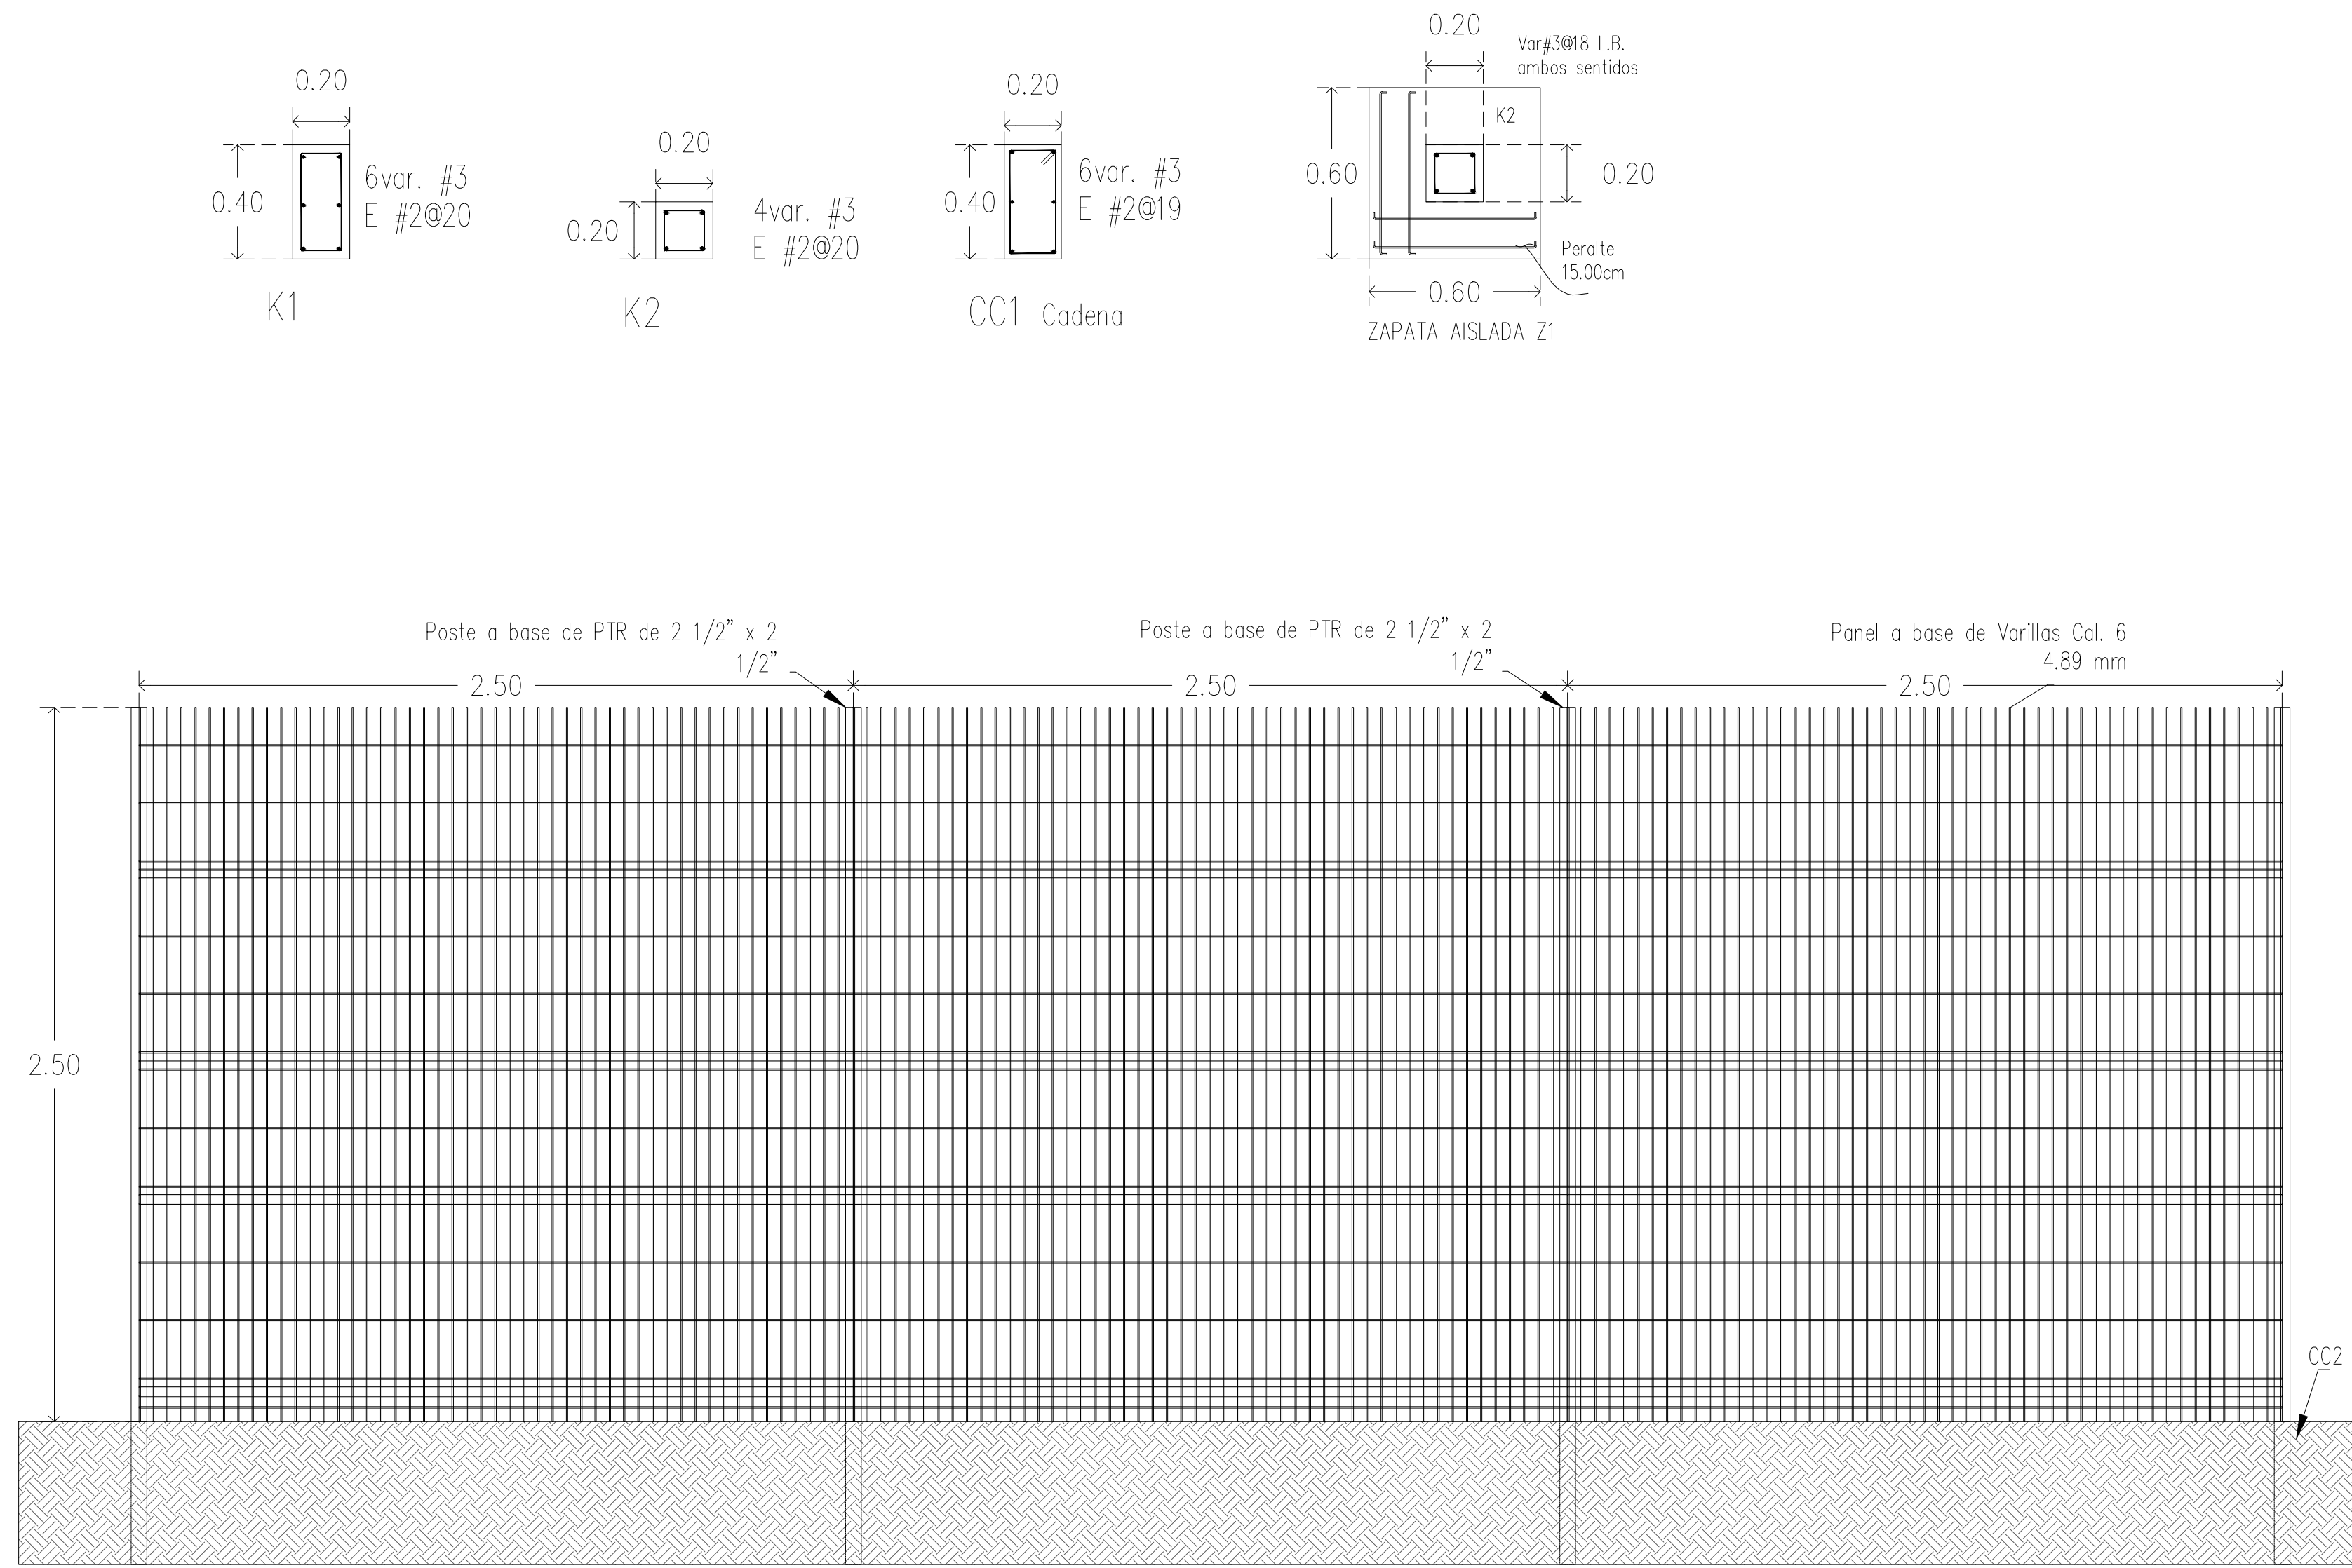 0.20
0.40
6var. #3
E #2@20
K1
0.20
0.20
4var. #3
E #2@20
K2
0.20
0.40
6var. #3
E #2@19
CC1 Cadena
0.20
Var#3@18 L.B.
ambos sentidos
K2
0.60
0.20
Peralte
15.00cm
0.60
ZAPATA AISLADA Z1
Poste a base de PTR de 2 1/2" x 2
1/2"
Poste a base de PTR de 2 1/2" x 2
1/2"
Panel a base de Varillas Cal. 6
4.89 mm
2.50
2.50
2.50
2.50
CC2